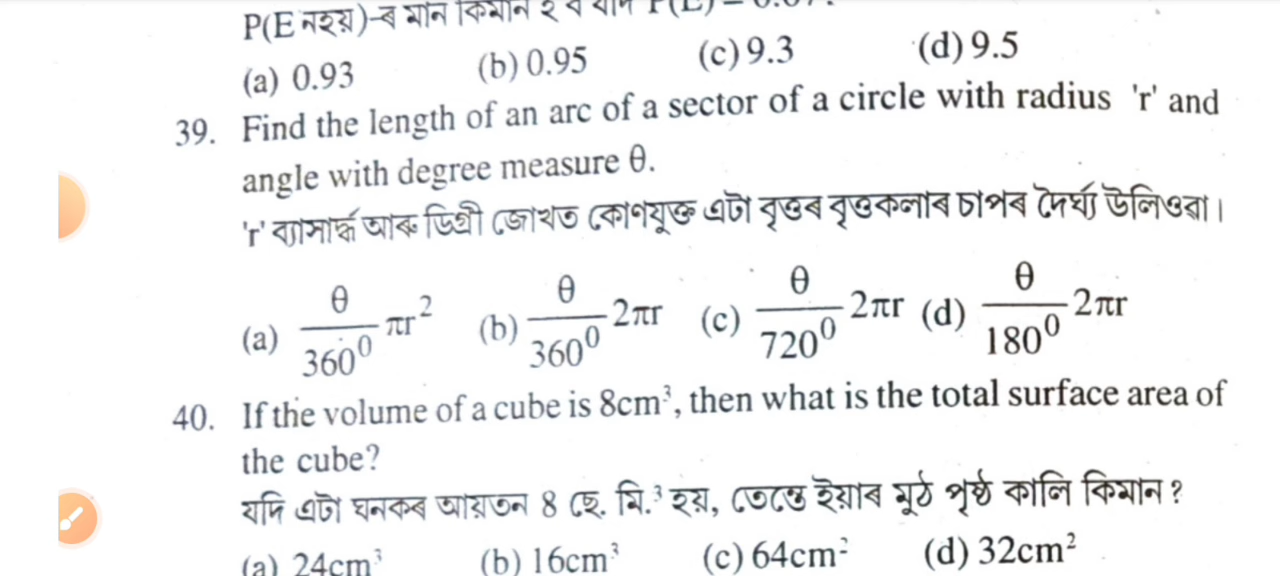 P(E নহয়)-ৰ মান কিমান হ'ব যদি P(E) = 0.07?
(a) 0.93 (b) 0.95 (c) 9.3 (d) 9.5
39. Find the length of an arc of a sector of a circle with radius 'r' and
angle with degree measure θ.
'r' ব্যাসাৰ্দ্ধ আৰু ডিগ্ৰী জোখত কোণযুক্ত এটা বৃত্তৰ বৃত্তকলাৰ চাপৰ দৈৰ্ঘ্য উলিওৱা।
(a) θ/360⁰ πr² (b) θ/360⁰ 2πr (c) θ/720⁰ 2πr (d) θ/180⁰ 2πr
40. If the volume of a cube is 8cm³, then what is the total surface area of
the cube?
যদি এটা ঘনকৰ আয়তন 8 ছে. মি.³ হয়, তেন্তে ইয়াৰ মুঠ পৃষ্ঠ কালি কিমান?
(a) 24cm³ (b) 16cm³ (c) 64cm² (d) 32cm²